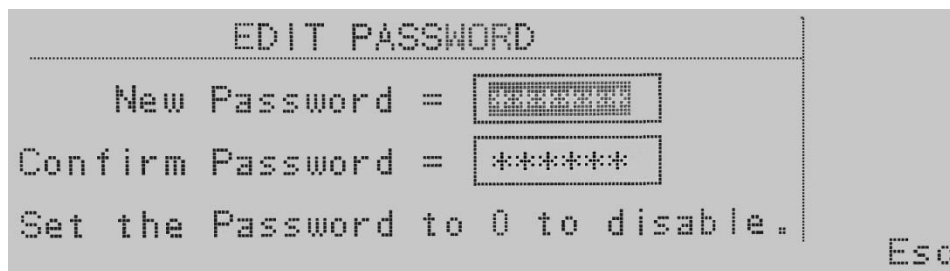 EDIT PASSWORD
New Password = ******
Confirm Password = ******
Set the Password to 0 to disable.
Esc